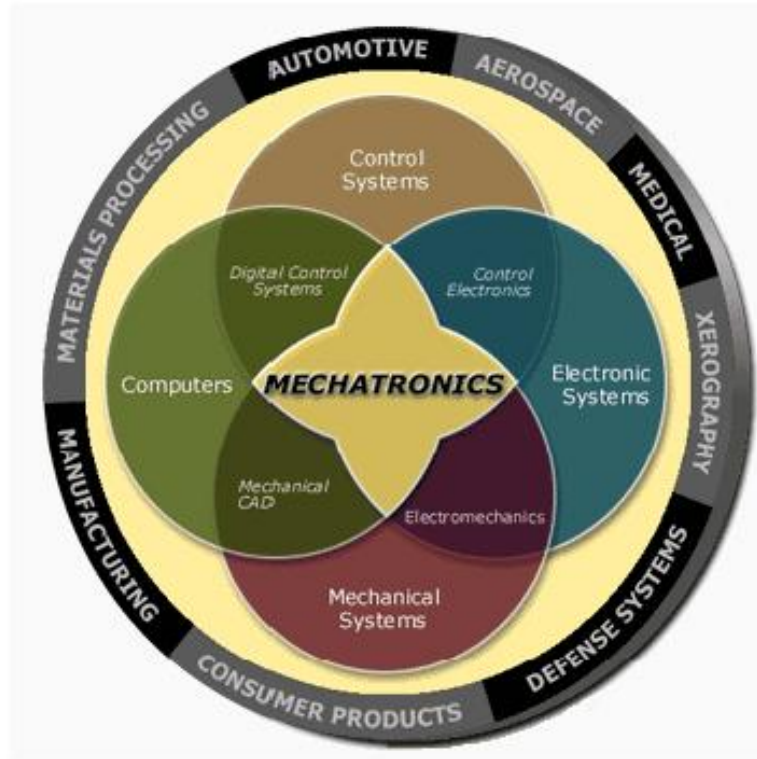 AUTOMOTIVE
AEROSPACE
MEDICAL
XEROGRAPHY
DEFENSE SYSTEMS
CONSUMER PRODUCTS
MANUFACTURING
MATERIALS PROCESSING
Control
Systems
Digital Control
Systems
Control
Electronics
Computers
MECHATRONICS
Electronic
Systems
Mechanical
CAD
Electromechanics
Mechanical
Systems